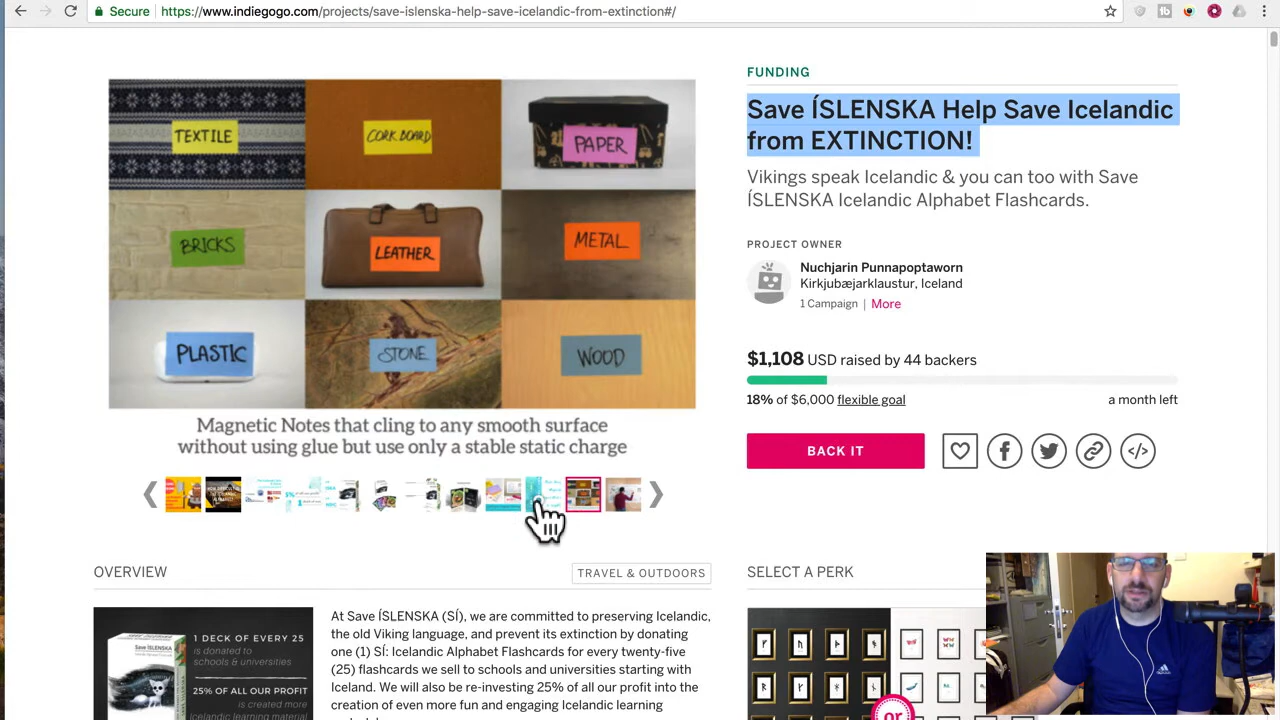 Secure https://www.indiegogo.com/projects/save-islenska-help-save-icelandic-from-extinction#/
FUNDING
Save ÍSLENSKA Help Save Icelandic
from EXTINCTION!
Vikings speak Icelandic & you can too with Save
ÍSLENSKA Icelandic Alphabet Flashcards.
PROJECT OWNER
Nuchjarin Punnapoptaworn
Kirkjubæjarklaustur, Iceland
1 Campaign | More
$1,108 USD raised by 44 backers
18% of $6,000 flexible goal
a month left
BACK IT
TEXTILE
CORK BOARD
PAPER
BRICKS
LEATHER
METAL
PLASTIC
STONE
WOOD
Magnetic Notes that cling to any smooth surface
without using glue but use only a stable static charge
OVERVIEW
TRAVEL & OUTDOORS
SELECT A PERK
1 DECK OF EVERY 25
is donated to
schools & universities
25% OF ALL OUR PROFIT
is re-invested
Icelandic learning material
Save ÍSLENSKA
At Save ÍSLENSKA (SÍ), we are committed to preserving Icelandic,
the old Viking language, and prevent its extinction by donating
one (1) SÍ: Icelandic Alphabet Flashcards for every twenty-five
(25) flashcards we sell to schools and universities starting with
Iceland. We will also be re-investing 25% of all our profit into the
creation of even more fun and engaging Icelandic learning
or